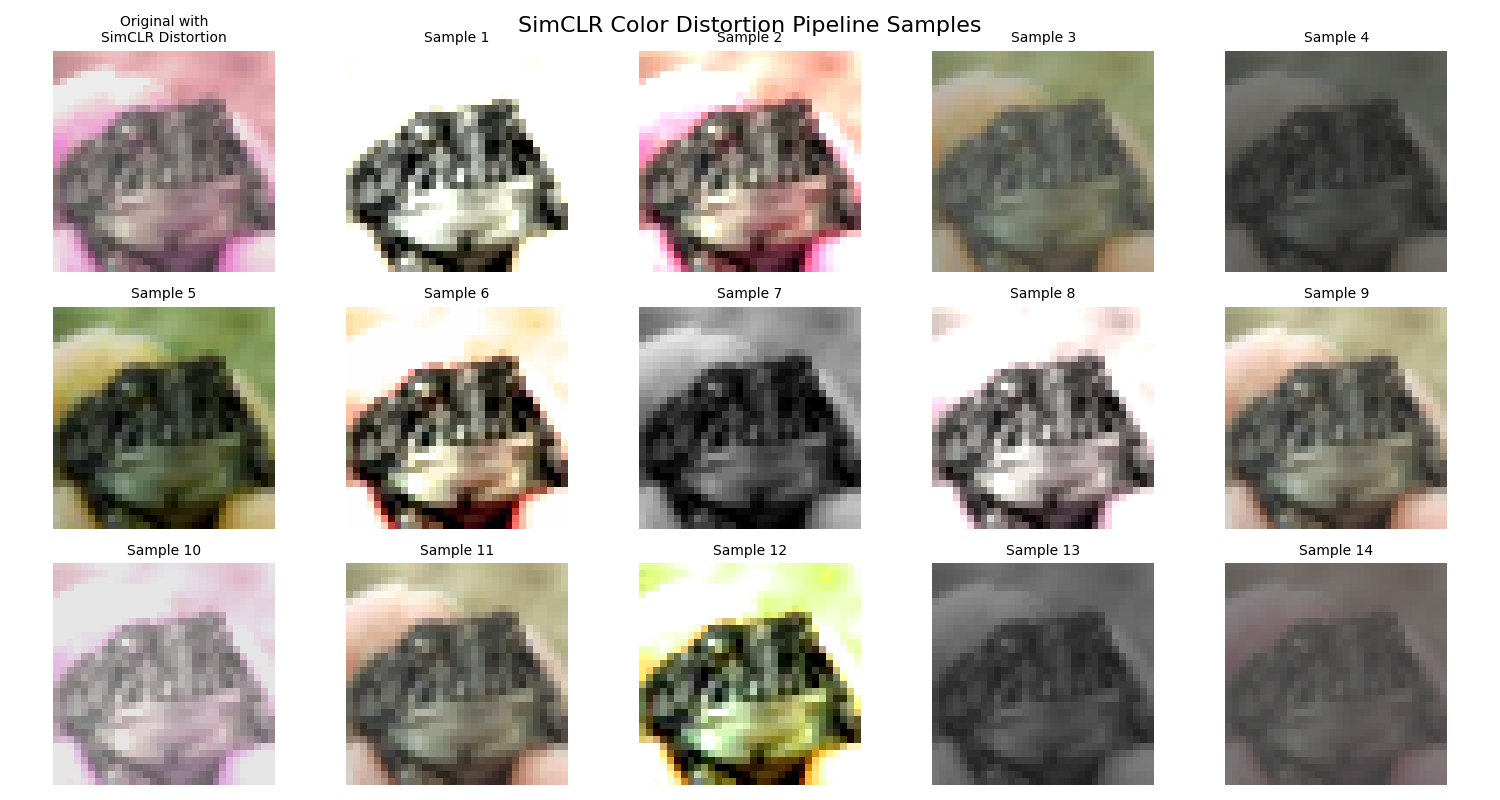 SimCLR Color Distortion Pipeline Samples
Original with
SimCLR Distortion
Sample 1
Sample 2
Sample 3
Sample 4
Sample 5
Sample 6
Sample 7
Sample 8
Sample 9
Sample 10
Sample 11
Sample 12
Sample 13
Sample 14